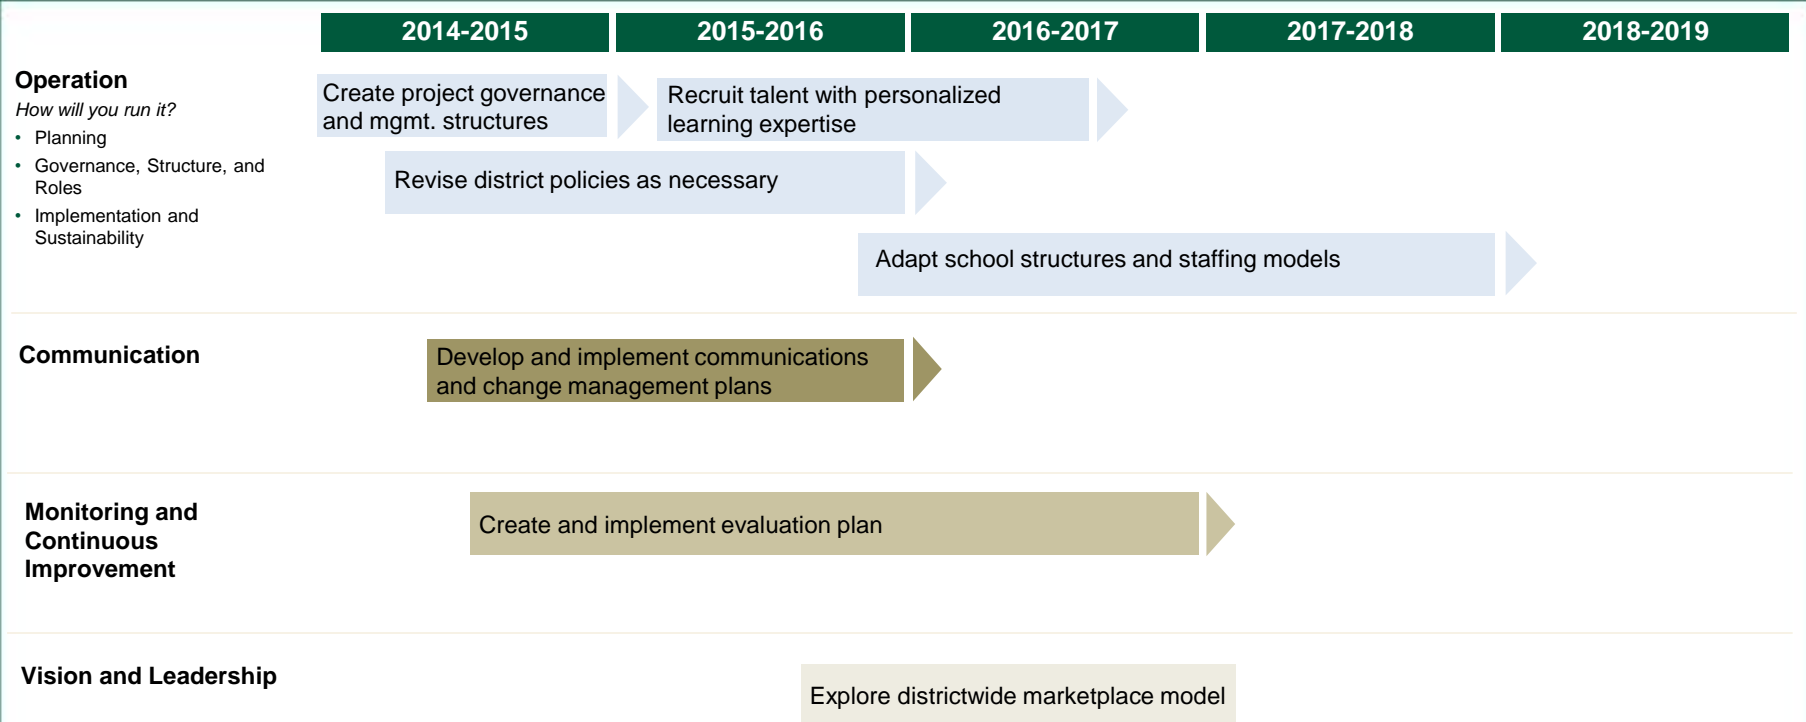 2014-2015
2015-2016
2016-2017
2017-2018
2018-2019
Operation
How will you run it?
• Planning
• Governance, Structure, and
Roles
• Implementation and
Sustainability
Create project governance
and mgmt. structures
Recruit talent with personalized
learning expertise
Revise district policies as necessary
Adapt school structures and staffing models
Communication
Develop and implement communications
and change management plans
Monitoring and
Continuous
Improvement
Create and implement evaluation plan
Vision and Leadership
Explore districtwide marketplace model